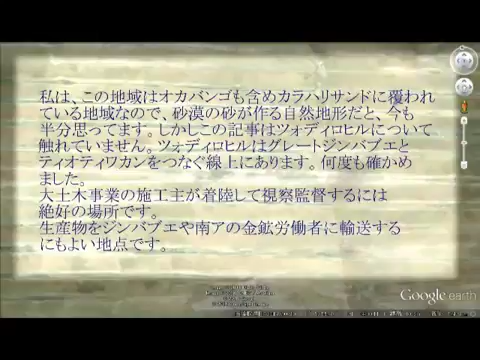 私は、この地域はオカバンゴも含めカラハリサンドに覆われ
ている地域なので、砂漠の砂が作る自然地形だと、今も
半分思ってます。しかしこの記事はツォディロヒルについて
触れていません。ツォディロヒルはグレートジンバブエと
ティオティワカンをつなぐ線上にあります。何度も確かめ
ました。
大土木事業の施工主が着陸して視察監督するには
絶好の場所です。
生産物をジンバブエや南アの金鉱労働者に輸送する
にもよい地点です。
Google earth